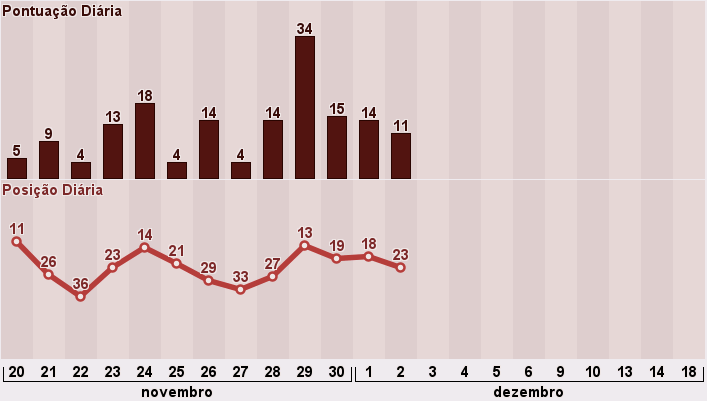 Pontuação Diária
5 9 4 13 18 4 14 4 14 34 15 14 11
Posição Diária
11 26 36 23 14 21 29 33 27 13 19 18 23
20 21 22 23 24 25 26 27 28 29 30 1 2 3 4 5 6 9 10 13 14 18
novembro dezembro